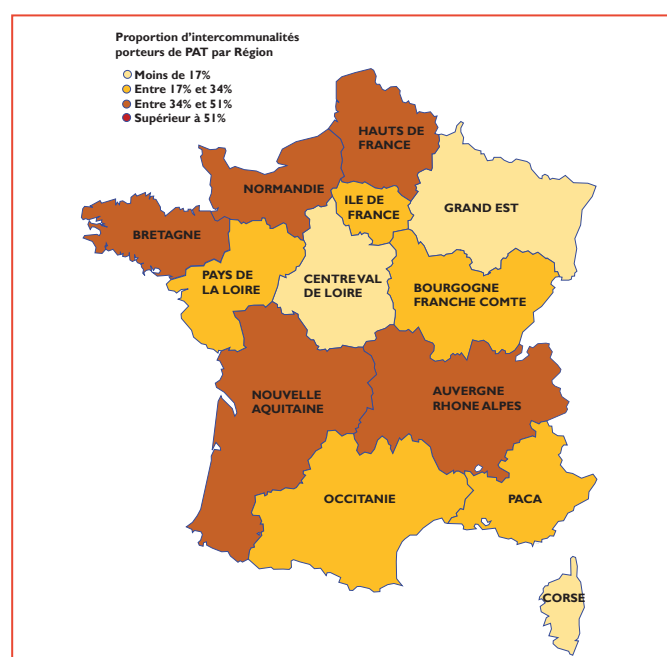 Proportion d'intercommunalités
porteurs de PAT par Région
Moins de 17%
Entre 17% et 34%
Entre 34% et 51%
Supérieur à 51%
HAUTS DE
FRANCE
NORMANDIE
ILE DE
FRANCE
GRAND EST
BRETAGNE
PAYS DE
LA LOIRE
CENTRE VAL
DE LOIRE
BOURGOGNE
FRANCHE COMTE
NOUVELLE
AQUITAINE
AUVERGNE
RHONE ALPES
OCCITANIE
PACA
CORSE